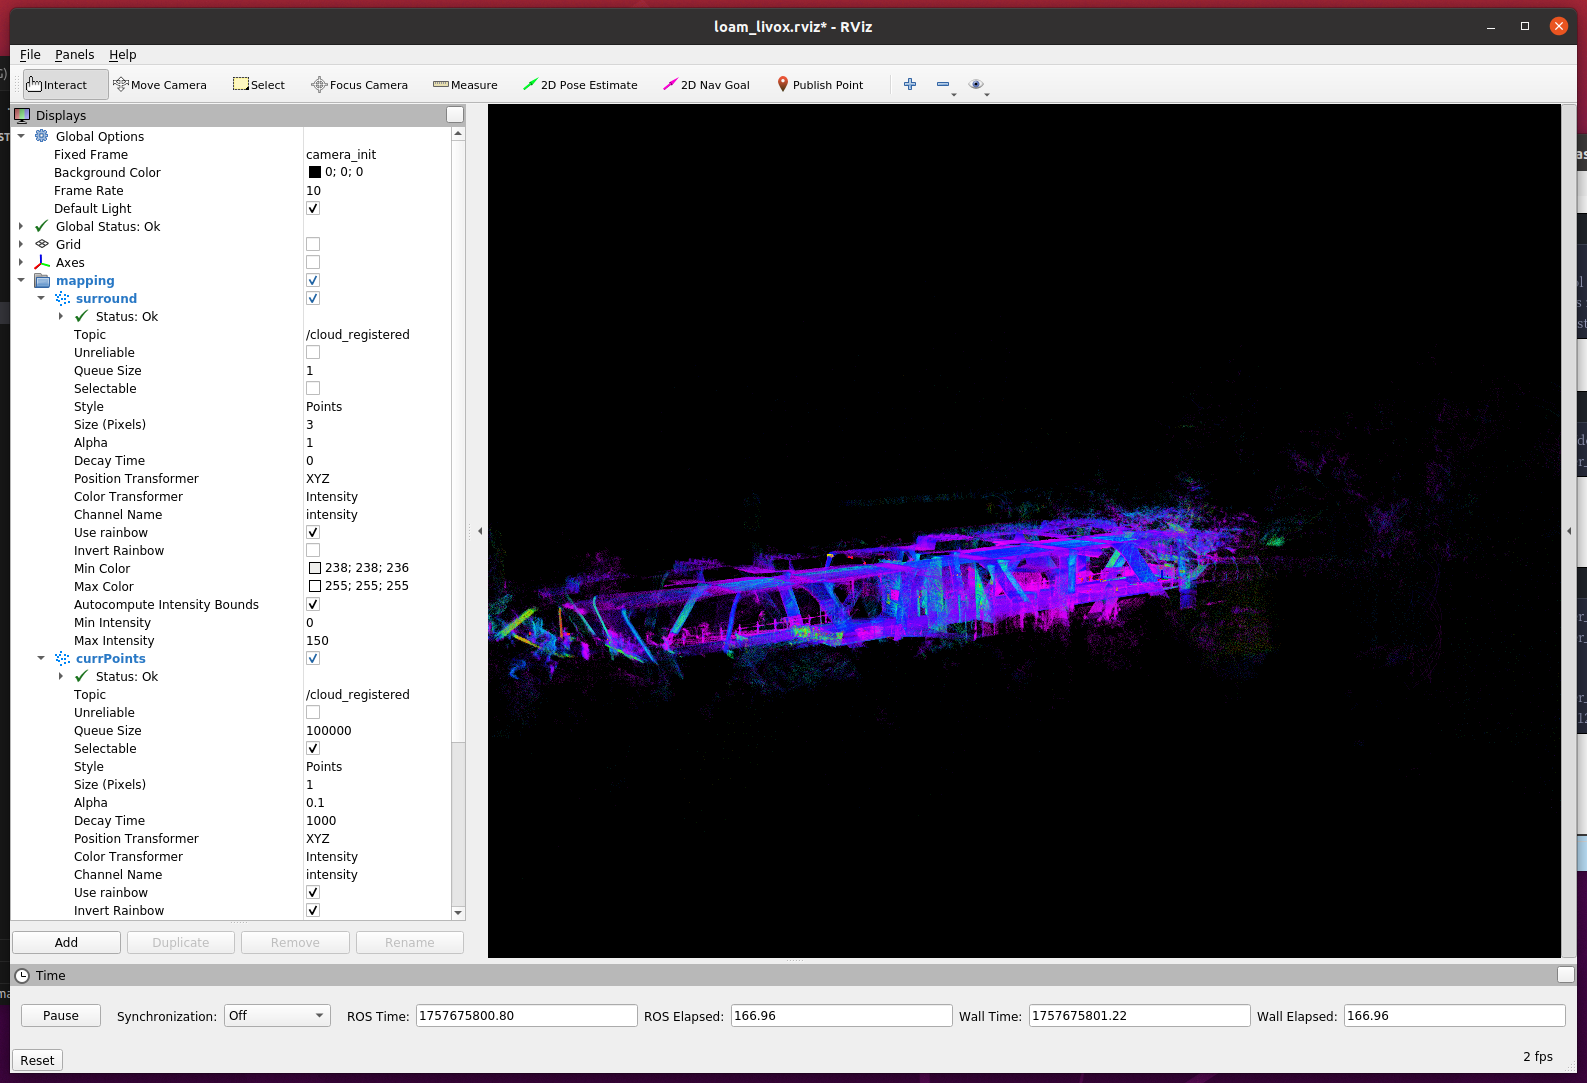 loam_livox.rviz* - RViz
File Panels Help
Interact Move Camera Select Focus Camera Measure 2D Pose Estimate 2D Nav Goal Publish Point
Displays
Global Options
Fixed Frame camera_init
Background Color 0; 0; 0
Frame Rate 10
Default Light
Global Status: Ok
Grid
Axes
mapping
surround
Status: Ok
Topic /cloud_registered
Unreliable
Queue Size 1
Selectable
Style Points
Size (Pixels) 3
Alpha 1
Decay Time 0
Position Transformer XYZ
Color Transformer Intensity
Channel Name intensity
Use rainbow
Invert Rainbow
Min Color 238; 238; 236
Max Color 255; 255; 255
Autocompute Intensity Bounds
Min Intensity 0
Max Intensity 150
currPoints
Status: Ok
Topic /cloud_registered
Unreliable
Queue Size 100000
Selectable
Style Points
Size (Pixels) 1
Alpha 0.1
Decay Time 1000
Position Transformer XYZ
Color Transformer Intensity
Channel Name intensity
Use rainbow
Invert Rainbow
Add Duplicate Remove Rename
Time
Pause Synchronization: Off ROS Time: 1757675800.80 ROS Elapsed: 166.96 Wall Time: 1757675801.22 Wall Elapsed: 166.96
Reset 2 fps